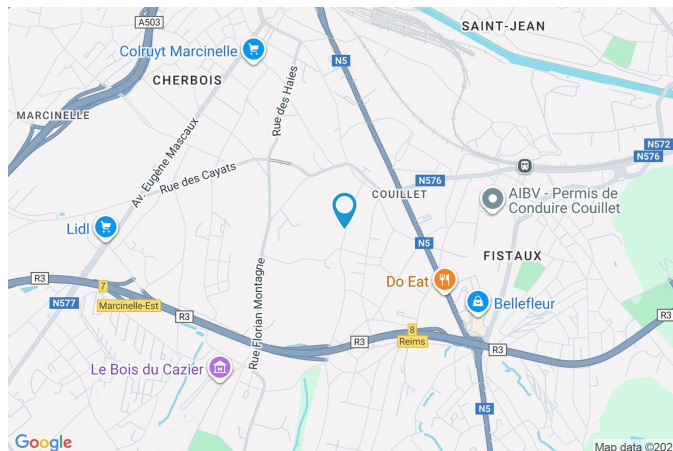 SAINT-JEAN
A503
Colruyt Marcinelle
N5
CHERBOIS
Rue des Haies
MARCINELLE
Av. Eugène Mascaux
N572
N576
Rue des Cayats
N576
COUILLET
AIBV - Permis de
Conduire Couillet
Lidl
N5
FISTAUX
R3
7
Do Eat
N577
Marcinelle-Est
Rue Florian Montagne
Bellefleur
R3
R3
8
R3
Reims
R3
Le Bois du Cazier
N5
Google
Map data ©202